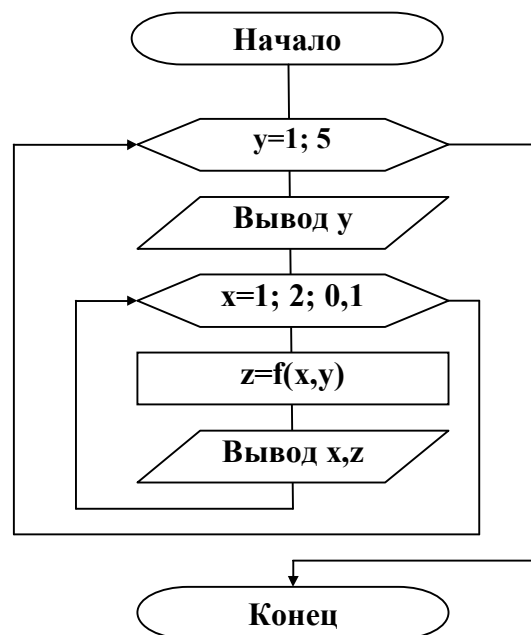 Начало
y=1; 5
Вывод y
x=1; 2; 0,1
z=f(x,y)
Вывод x,z
Конец